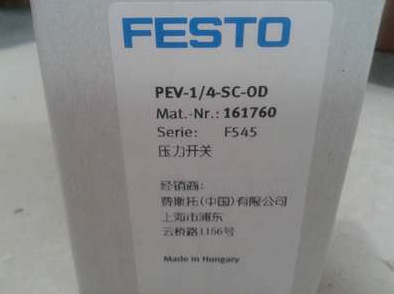 FESTO
PEV-1/4-SC-OD
Mat.-Nr.: 161760
Serie: F545
压力开关
经销商:
费斯托(中国)有限公司
上海市浦东
云桥路1156号
Made in Hungary